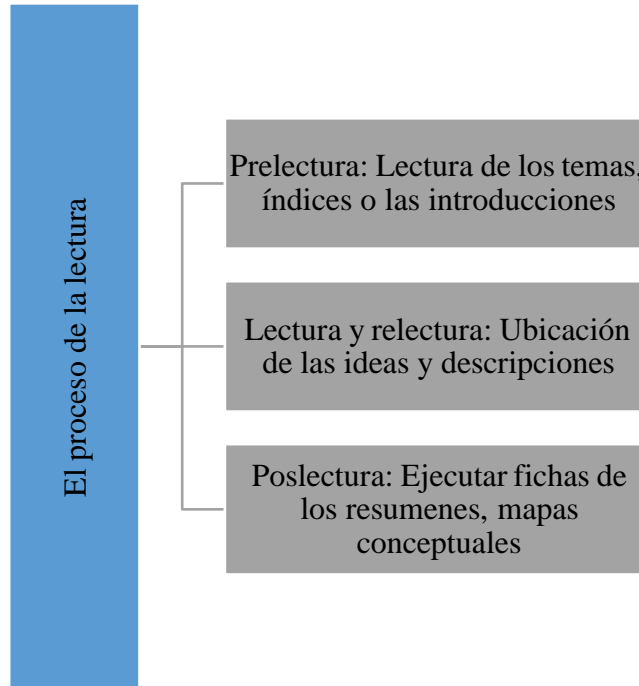 El proceso de la lectura
Prelectura: Lectura de los temas,
índices o las introducciones
Lectura y relectura: Ubicación
de las ideas y descripciones
Poslectura: Ejecutar fichas de
los resumenes, mapas
conceptuales